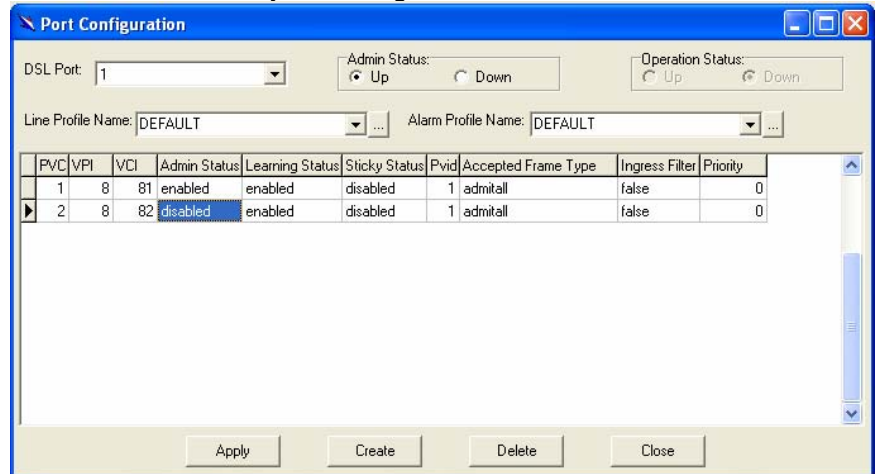 Port Configuration
DSL Port: 1
Admin Status: Up Down
Operation Status: Up Down
Line Profile Name: DEFAULT ... Alarm Profile Name: DEFAULT ...
PVC VPI VCI Admin Status Learning Status Sticky Status Pvid Accepted Frame Type Ingress Filter Priority
1 8 81 enabled enabled disabled 1 admitall false 0
2 8 82 disabled enabled disabled 1 admitall false 0
Apply Create Delete Close